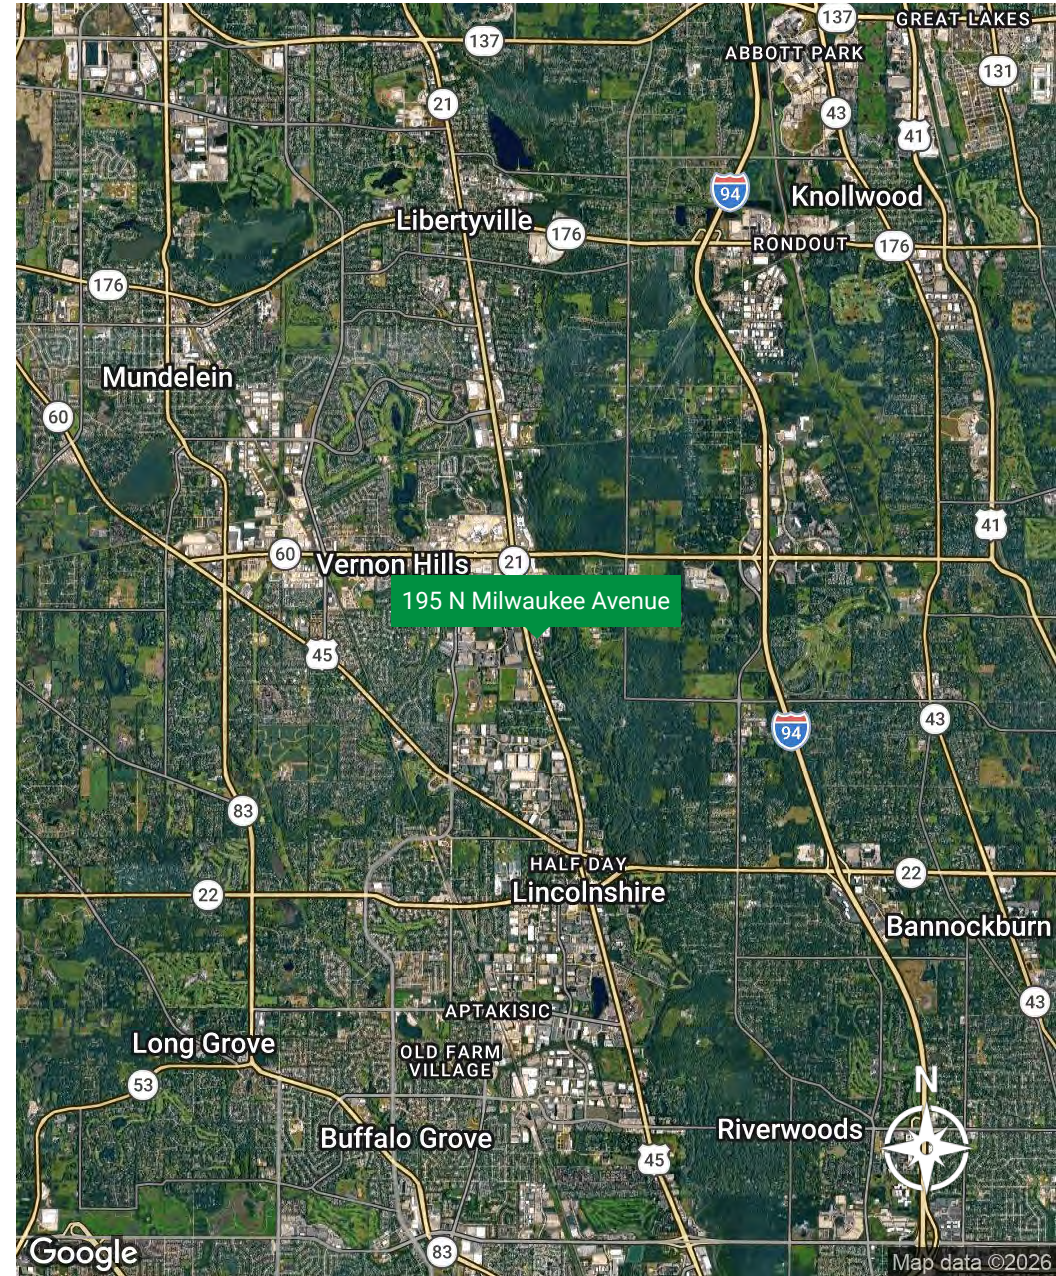 137
GREAT LAKES
137
ABBOTT PARK
131
21
43
41
94
Knollwood
Libertyville
176
RONDOUT
176
176
Mundelein
60
41
60
Vernon Hills
21
195 N Milwaukee Avenue
45
43
94
83
HALF DAY
22
Lincolnshire
22
Bannockburn
43
APTAKISIC
Long Grove
OLD FARM
VILLAGE
53
N
Buffalo Grove
Riverwoods
45
83
Google
Map data ©2026